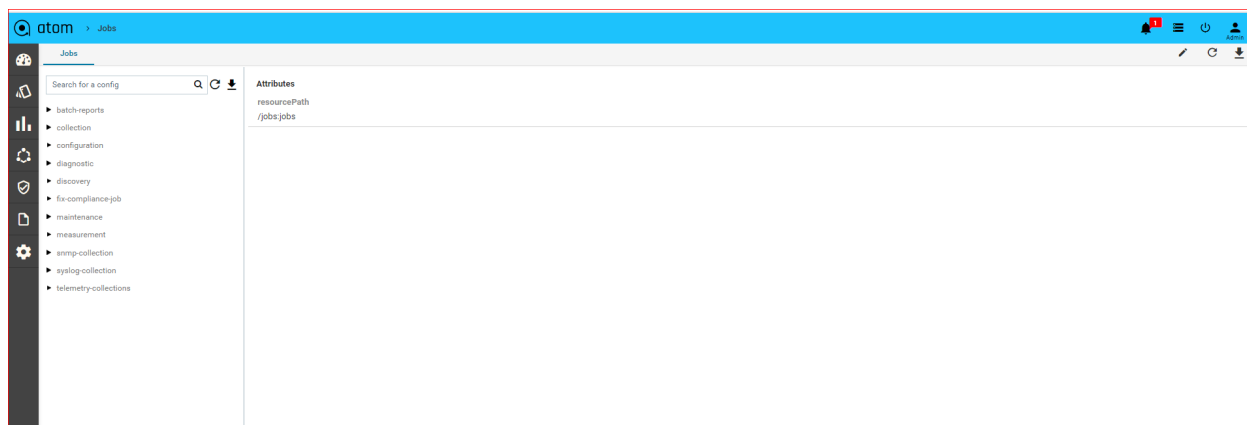 atom > Jobs
1
Admin
Jobs
Search for a config
batch-reports
collection
configuration
diagnostic
discovery
fix-compliance-job
maintenance
measurement
snmp-collection
syslog-collection
telemetry-collections
Attributes
resourcePath
/jobs:jobs